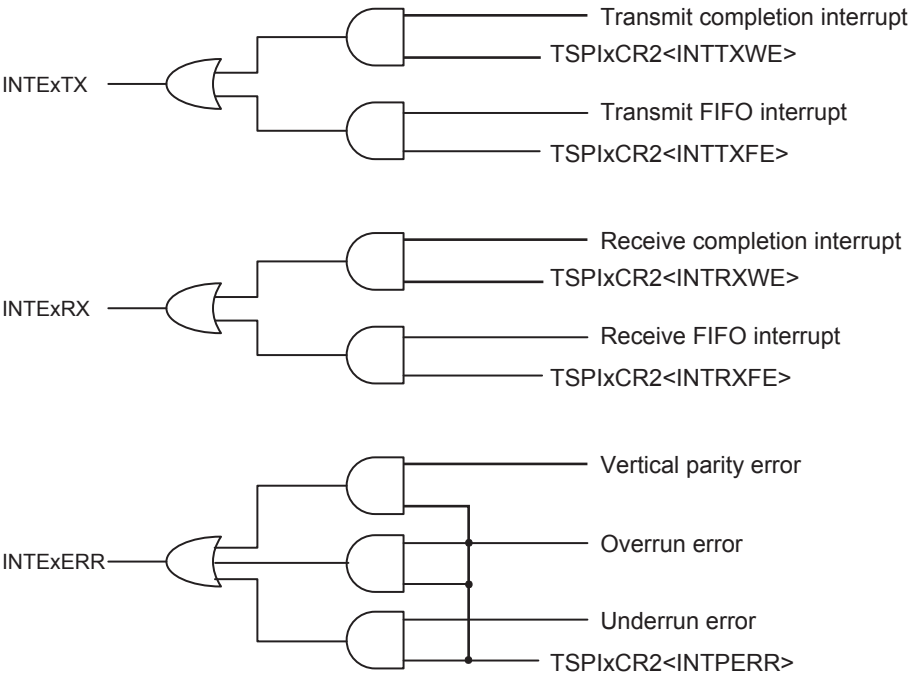 Transmit completion interrupt
TSPIxCR2<INTTXWE>
INTExTX
Transmit FIFO interrupt
TSPIxCR2<INTTXFE>
Receive completion interrupt
TSPIxCR2<INTRXWE>
INTExRX
Receive FIFO interrupt
TSPIxCR2<INTRXFE>
Vertical parity error
Overrun error
INTExERR
Underrun error
TSPIxCR2<INTPERR>